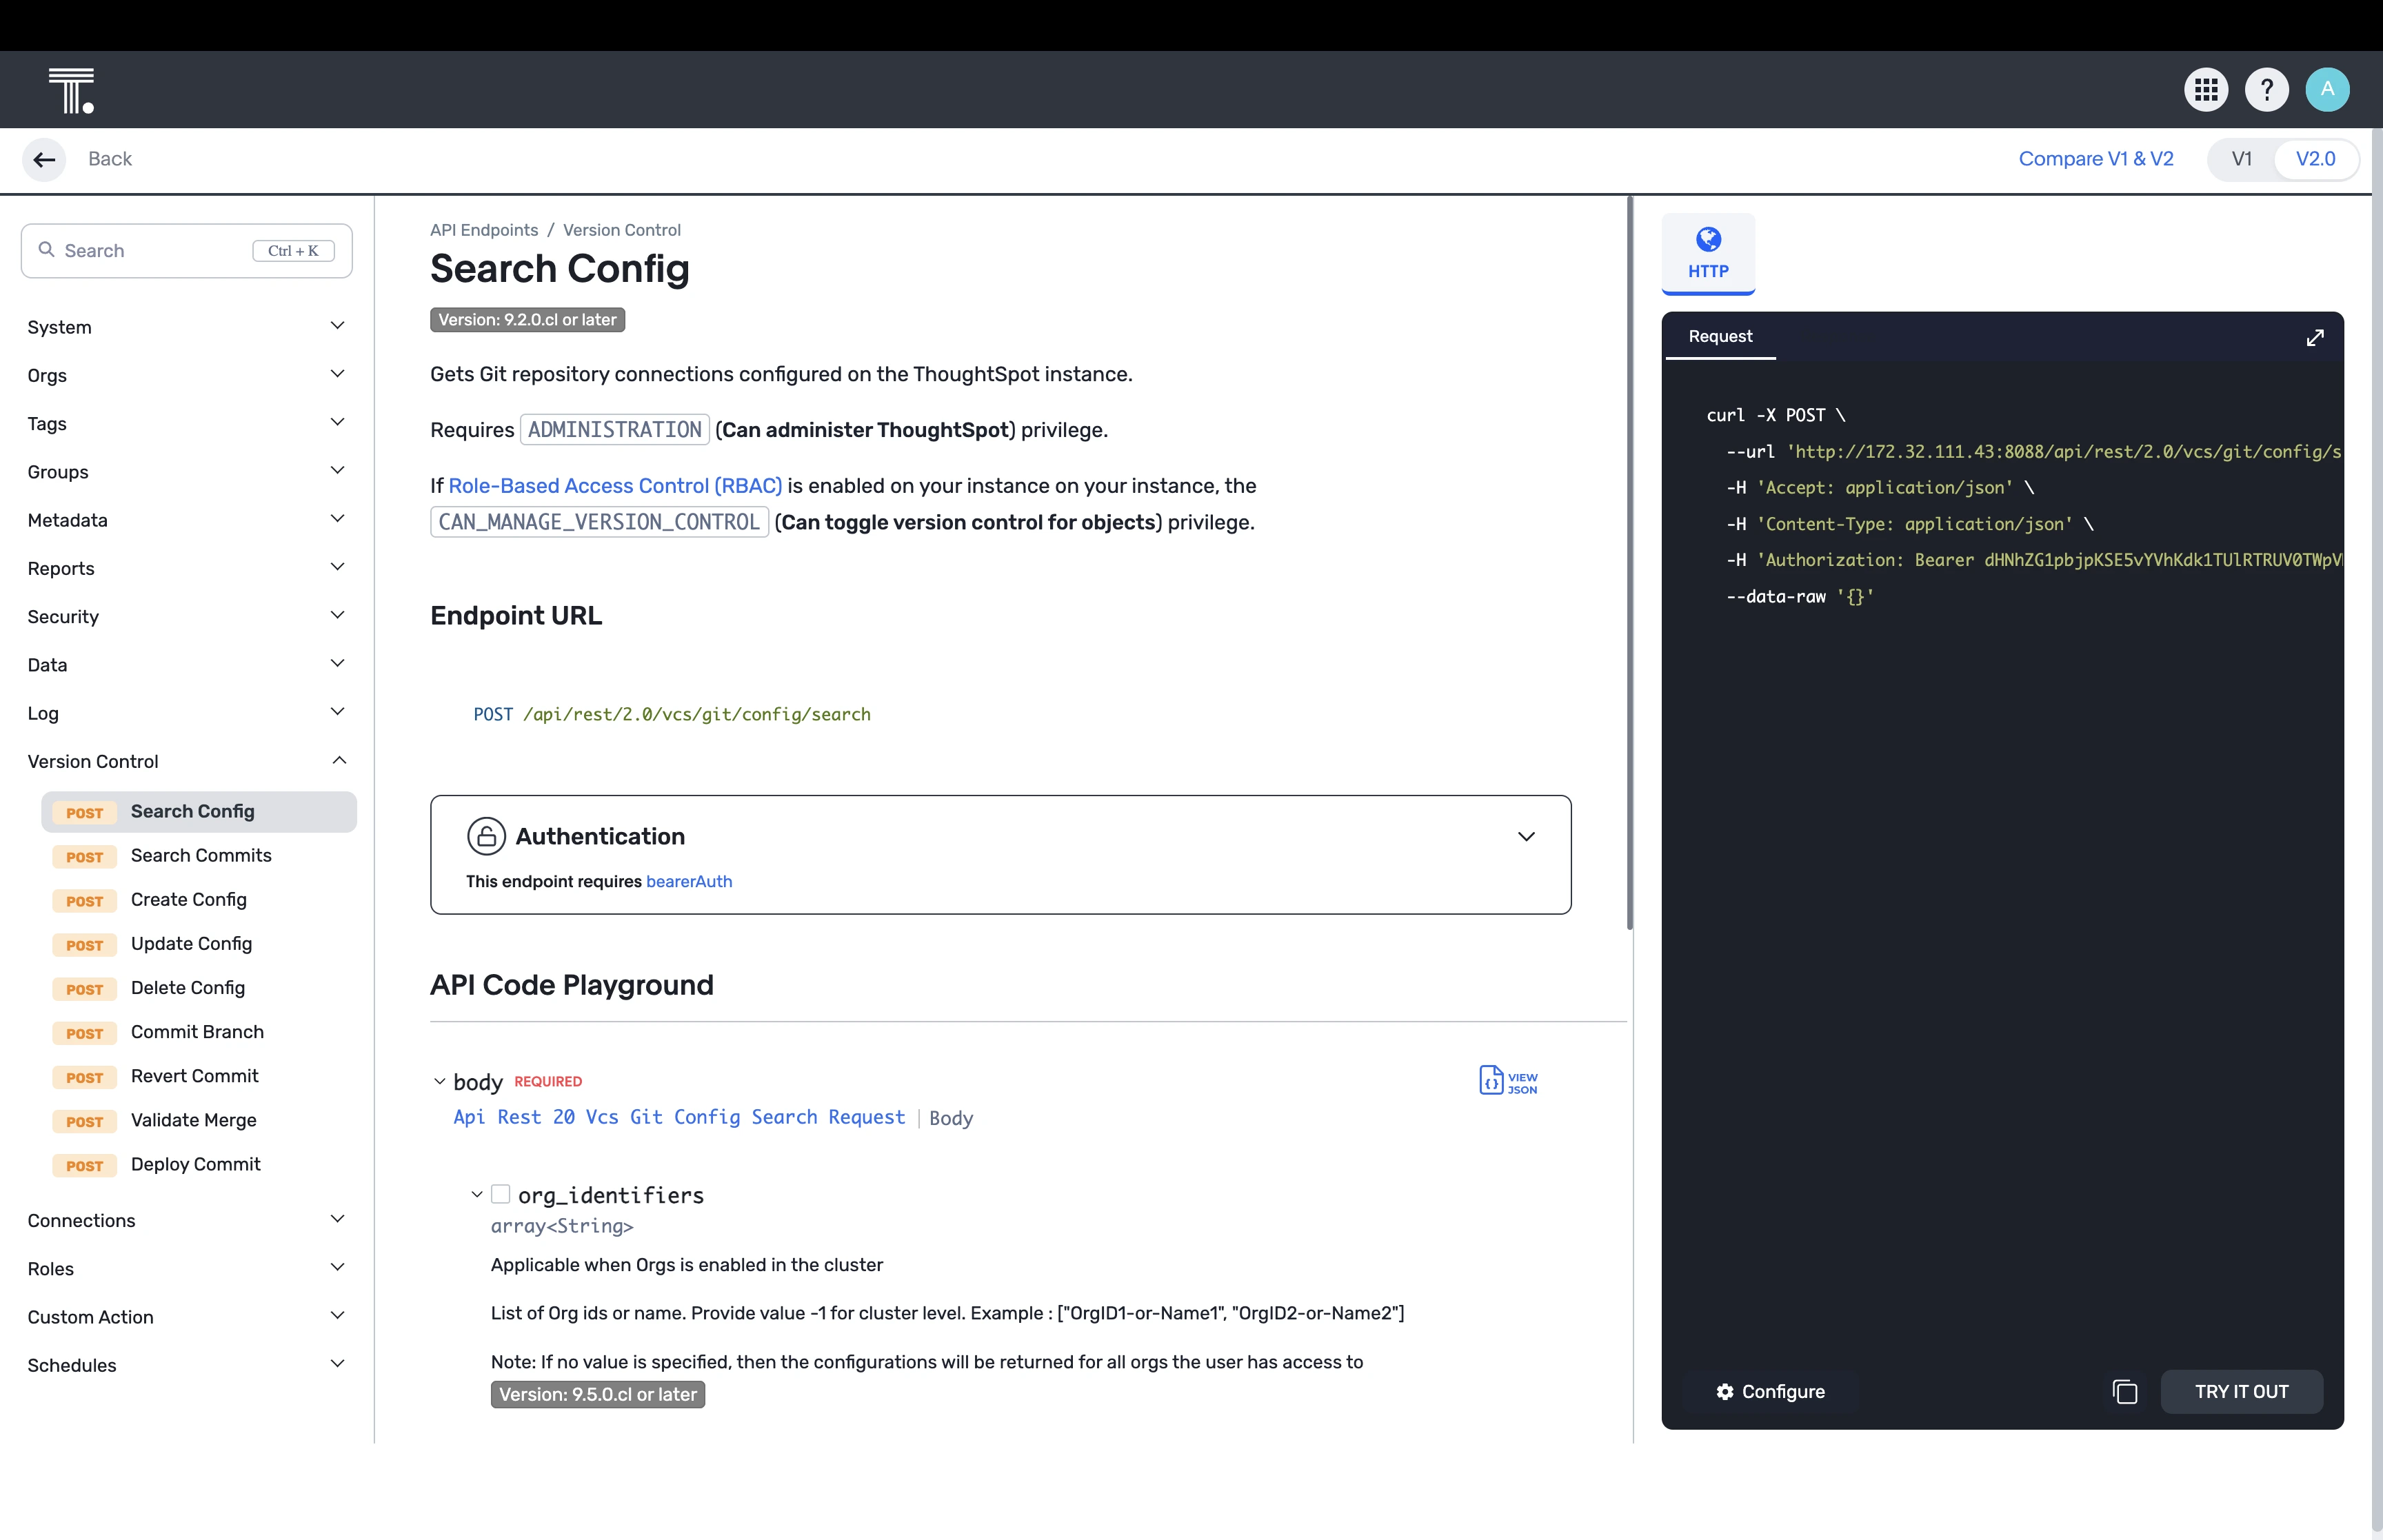 T.
?
A
Back
Compare V1 & V2
V1
V2.0
Search
Ctrl + K
System
Orgs
Tags
Groups
Metadata
Reports
Security
Data
Log
Version Control
POST Search Config
POST Search Commits
POST Create Config
POST Update Config
POST Delete Config
POST Commit Branch
POST Revert Commit
POST Validate Merge
POST Deploy Commit
Connections
Roles
Custom Action
Schedules
API Endpoints / Version Control
Search Config
Version: 9.2.0.cl or later
Gets Git repository connections configured on the ThoughtSpot instance.
Requires ADMINISTRATION (Can administer ThoughtSpot) privilege.
If Role-Based Access Control (RBAC) is enabled on your instance on your instance, the
CAN_MANAGE_VERSION_CONTROL (Can toggle version control for objects) privilege.
Endpoint URL
POST /api/rest/2.0/vcs/git/config/search
Authentication
This endpoint requires bearerAuth
API Code Playground
body REQUIRED
{} VIEW
JSON
Api Rest 20 Vcs Git Config Search Request | Body
org_identifiers
array<String>
Applicable when Orgs is enabled in the cluster
List of Org ids or name. Provide value -1 for cluster level. Example : ["OrgID1-or-Name1", "OrgID2-or-Name2"]
Note: If no value is specified, then the configurations will be returned for all orgs the user has access to
Version: 9.5.0.cl or later
HTTP
Request
curl -X POST \
--url 'http://172.32.111.43:8088/api/rest/2.0/vcs/git/config/s
-H 'Accept: application/json' \
-H 'Content-Type: application/json' \
-H 'Authorization: Bearer dHNhZG1pbjpKSE5vYVhKdk1TUlRTRUV0TWpV
--data-raw '{}'
Configure
TRY IT OUT